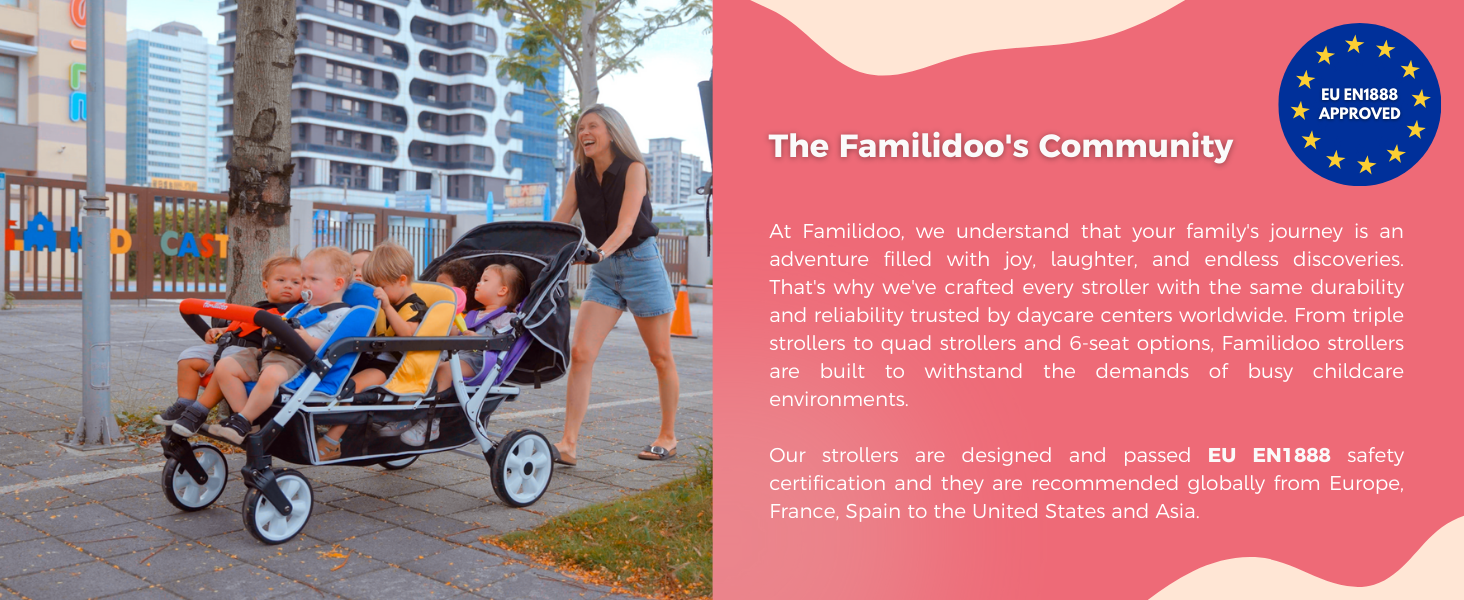 KID CAST
The Familidoo's Community
EU EN1888
APPROVED
At Familidoo, we understand that your family's journey is an
adventure filled with joy, laughter, and endless discoveries.
That's why we've crafted every stroller with the same durability
and reliability trusted by daycare centers worldwide. From triple
strollers to quad strollers and 6-seat options, Familidoo strollers
are built to withstand the demands of busy childcare
environments.
Our strollers are designed and passed EU EN1888 safety
certification and they are recommended globally from Europe,
France, Spain to the United States and Asia.